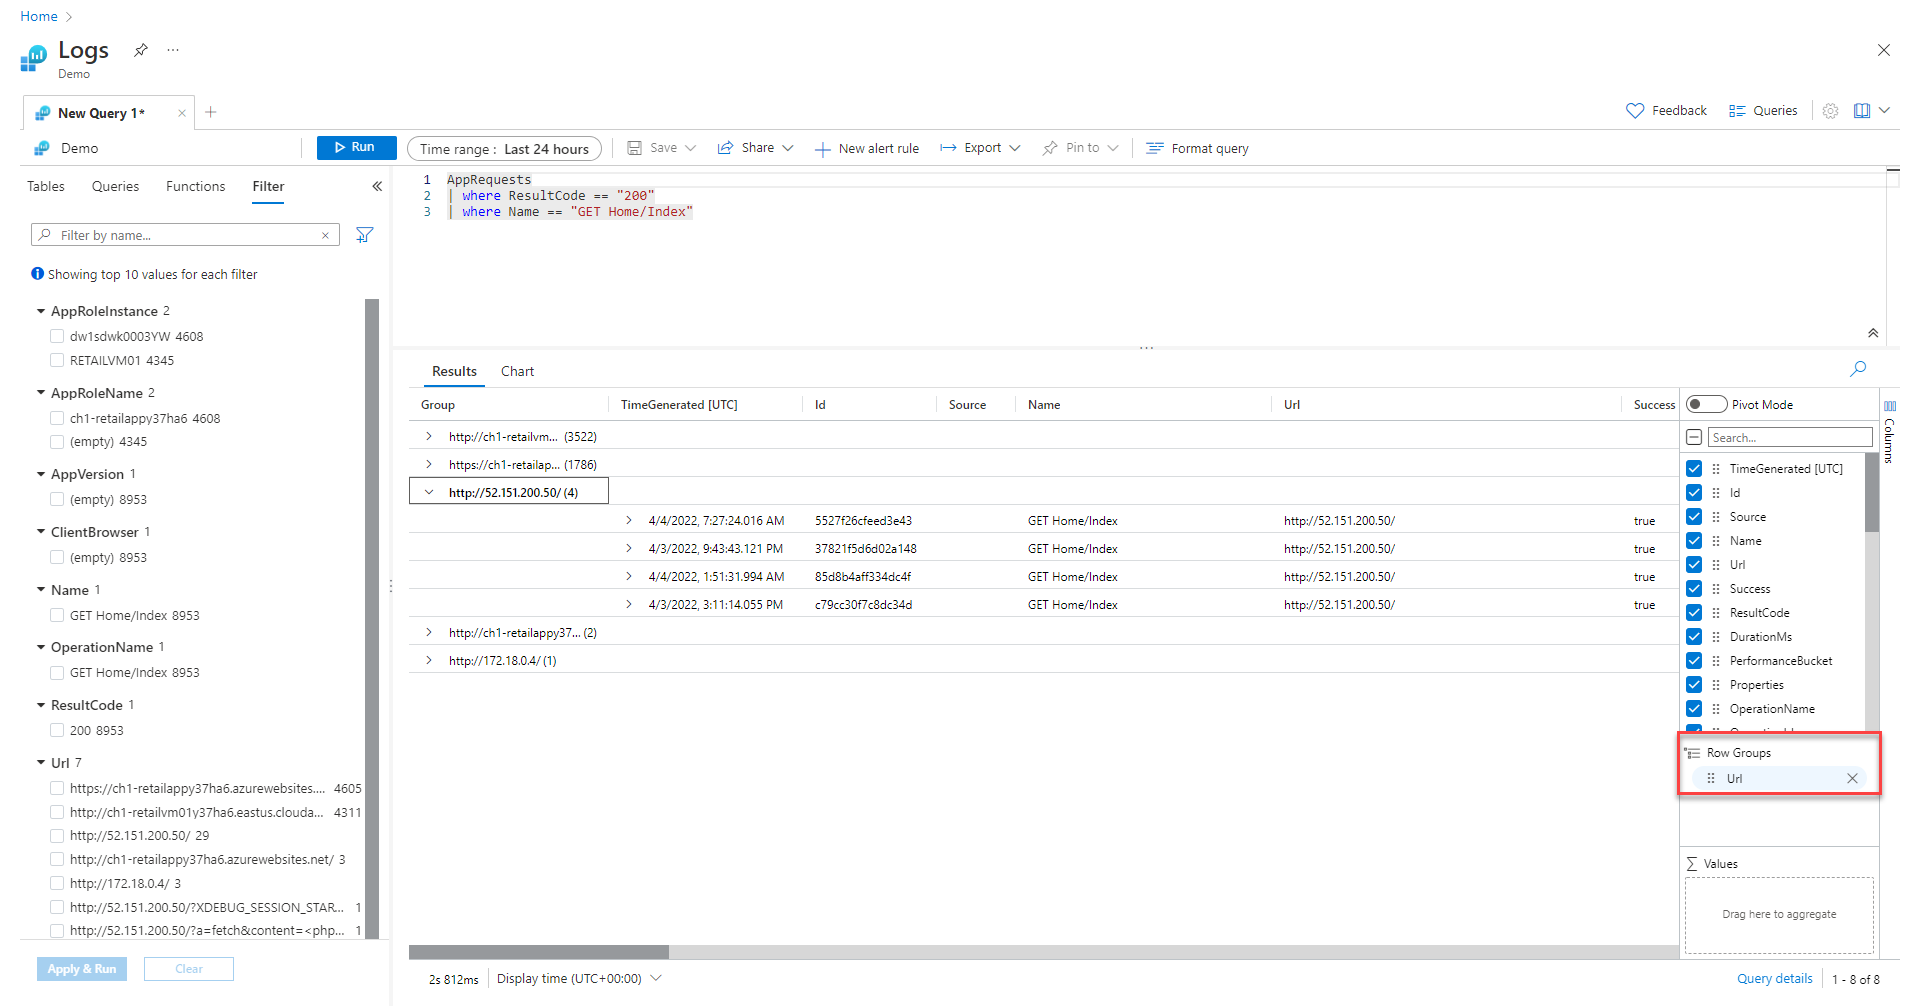 Home
Logs
Demo
New Query 1*
Feedback
Queries
Demo
Run
Time range : Last 24 hours
Save
Share
New alert rule
Export
Pin to
Format query
Tables
Queries
Functions
Filter
1 AppRequests
2 | where ResultCode == "200"
3 | where Name == "GET Home/Index"
Filter by name...
Showing top 10 values for each filter
AppRoleInstance 2
dw1sdwk0003YW 4608
RETAILVM01 4345
AppRoleName 2
ch1-retailappy37ha6 4608
(empty) 4345
AppVersion 1
(empty) 8953
ClientBrowser 1
(empty) 8953
Name 1
GET Home/Index 8953
OperationName 1
GET Home/Index 8953
ResultCode 1
200 8953
Url 7
https://ch1-retailappy37ha6.azurewebsites.... 4605
http://ch1-retailvm01y37ha6.eastus.clouda... 4311
http://52.151.200.50/ 29
http://ch1-retailappy37ha6.azurewebsites.net/ 3
http://172.18.0.4/ 3
http://52.151.200.50/?XDEBUG_SESSION_STAR... 1
http://52.151.200.50/?a=fetch&content=<php... 1
Apply & Run
Clear
Results
Chart
Group TimeGenerated [UTC] Id Source Name Url Success
http://ch1-retailvm... (3522)
https://ch1-retailap... (1786)
http://52.151.200.50/ (4)
4/4/2022, 7:27:24.016 AM 5527f26cfeed3e43 GET Home/Index http://52.151.200.50/ true
4/3/2022, 9:43:43.121 PM 37821f5d6d02a148 GET Home/Index http://52.151.200.50/ true
4/4/2022, 1:51:31.994 AM 85d8b4aff334dc4f GET Home/Index http://52.151.200.50/ true
4/3/2022, 3:11:14.055 PM c79cc30f7c8dc34d GET Home/Index http://52.151.200.50/ true
http://ch1-retailappy37... (2)
http://172.18.0.4/ (1)
Pivot Mode
Search...
Columns
TimeGenerated [UTC]
Id
Source
Name
Url
Success
ResultCode
DurationMs
PerformanceBucket
Properties
OperationName
Row Groups
Url
Values
Drag here to aggregate
2s 812ms
Display time (UTC+00:00)
Query details
1 - 8 of 8